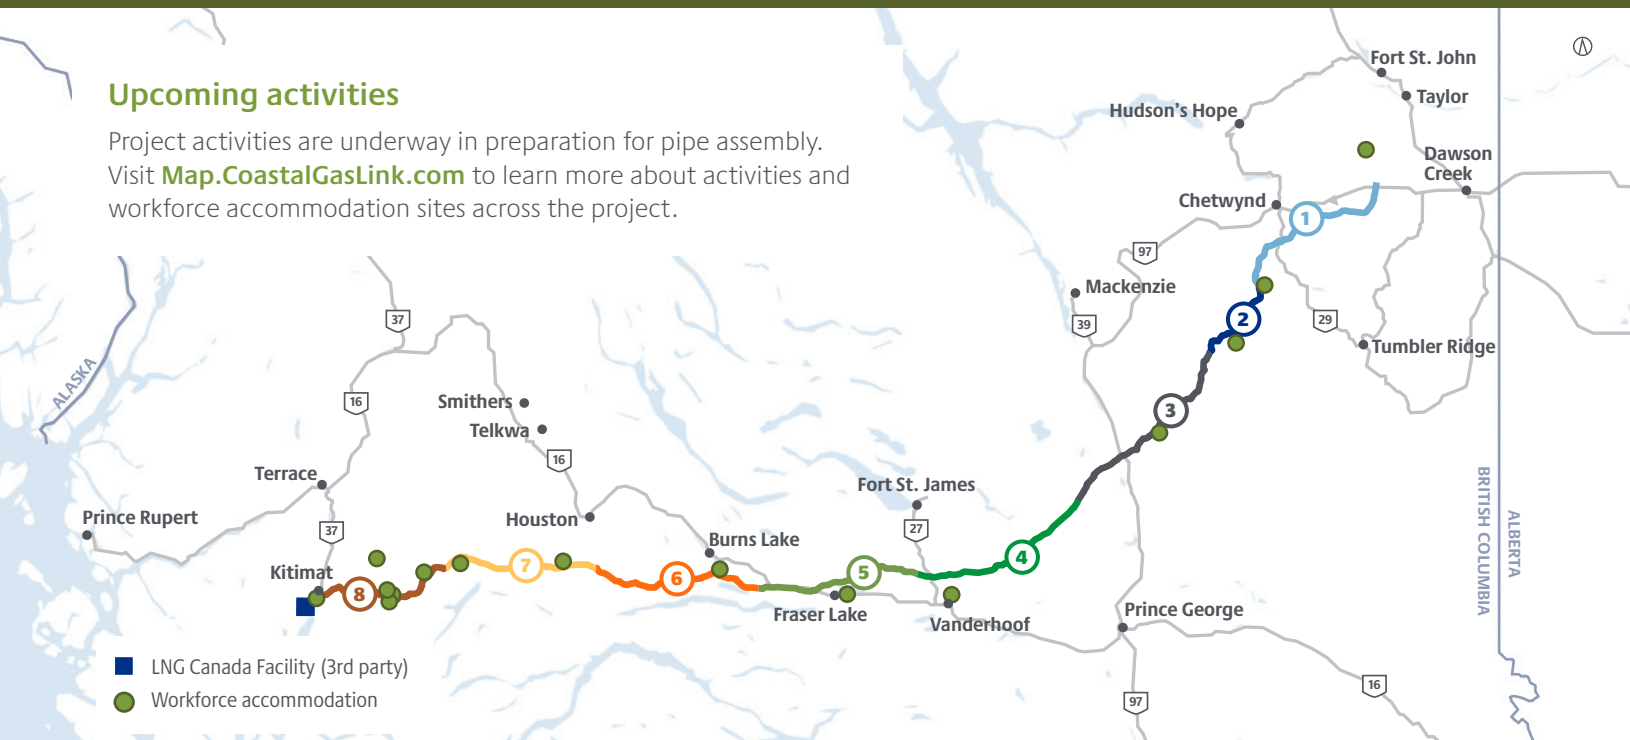 Upcoming activities
Project activities are underway in preparation for pipe assembly.
Visit Map.CoastalGasLink.com to learn more about activities and
workforce accommodation sites across the project.
Fort St. John
Taylor
Hudson's Hope
Dawson
Creek
Chetwynd
1
97
Mackenzie
39
2
29
Tumbler Ridge
37
ALASKA
16
Smithers
Telkwa
16
3
Terrace
37
Prince Rupert
Houston
Fort St. James
27
BRITISH COLUMBIA
ALBERTA
Burns Lake
Kitimat
8
7
6
5
4
Fraser Lake
Vanderhoof
Prince George
16
97
LNG Canada Facility (3rd party)
Workforce accommodation